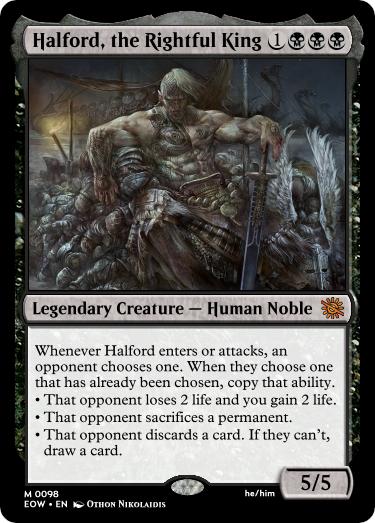 Halford, the Rightful King 1
Legendary Creature — Human Noble
Whenever Halford enters or attacks, an
opponent chooses one. When they choose one
that has already been chosen, copy that ability.
• That opponent loses 2 life and you gain 2 life.
• That opponent sacrifices a permanent.
• That opponent discards a card. If they can't,
draw a card.
5/5
M 0098
he/him
EOW • EN Othon Nikolaidis